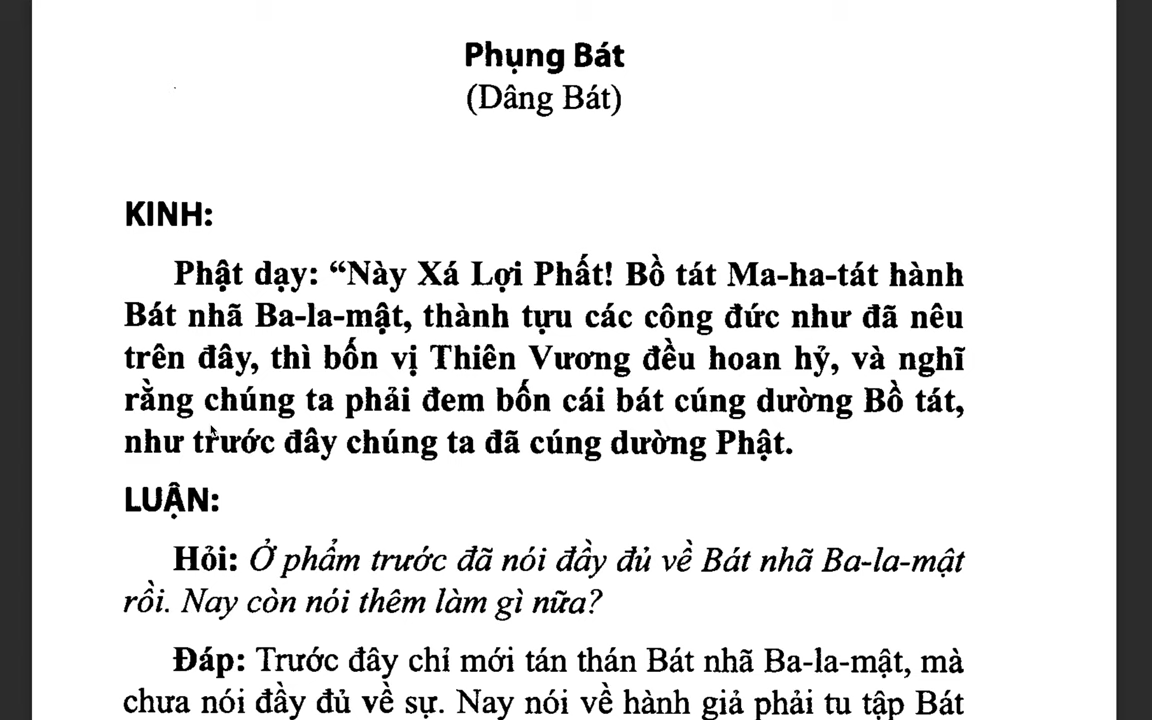 Phụng Bát
(Dâng Bát)
KINH:
Phật dạy: “Này Xá Lợi Phất! Bồ tát Ma-ha-tát hành
Bát nhã Ba-la-mật, thành tựu các công đức như đã nêu
trên đây, thì bốn vị Thiên Vương đều hoan hỷ, và nghĩ
rằng chúng ta phải đem bốn cái bát cúng dường Bồ tát,
như trước đây chúng ta đã cúng dường Phật.
LUẬN:
Hỏi: Ở phẩm trước đã nói đầy đủ về Bát nhã Ba-la-mật
rồi. Nay còn nói thêm làm gì nữa?
Đáp: Trước đây chỉ mới tán thán Bát nhã Ba-la-mật, mà
chưa nói đầy đủ về sự. Nay nói về hành giả phải tu tập Bát